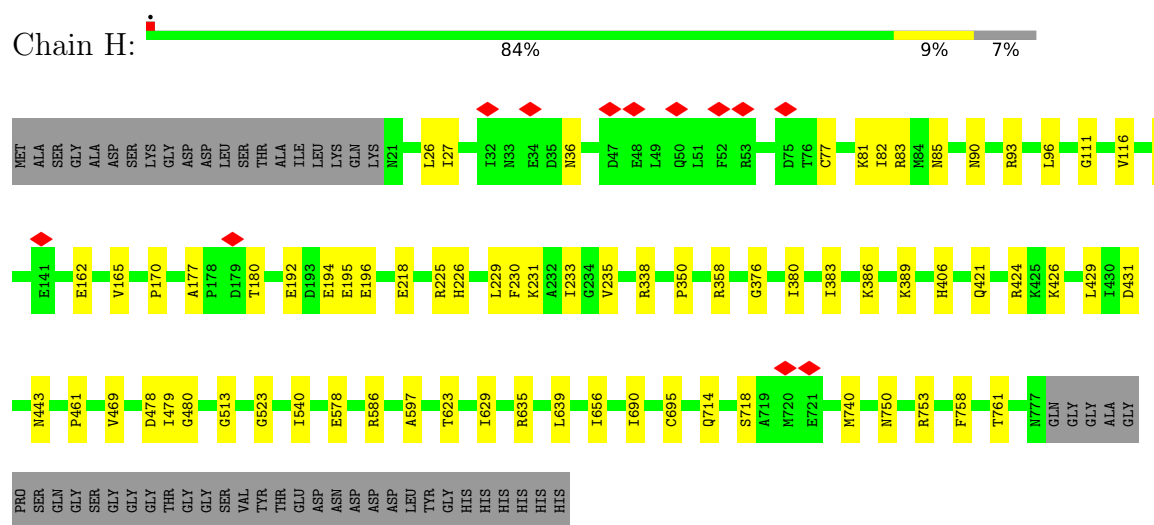 Chain H:
84% 9% 7%
MET ALA SER GLY ALA ASP SER LYS GLY ASP ASP LEU SER THR ALA ILE LEU LYS GLN LYS N21 L26 I27 I32 N33 E34 D35 N36 D47 E48 L49 Q50 L51 F52 R53 D75 T76 C77 K81 I82 R83 M84 N85 N90 R93 L96 G111 V116
E141 E162 V165 P170 A177 P178 D179 T180 E192 D193 E194 E195 E196 E218 R225 H226 L229 F230 K231 A232 I233 G234 V235 R338 P350 R358 G376 I380 I383 K386 K389 H406 Q421 R424 K425 K426 L429 I430 D431
N443 P461 V469 D478 I479 G480 G513 G523 I540 E578 R586 A597 T623 I629 R635 L639 I656 I690 C695 Q714 S718 A719 M720 E721 M740 N750 R753 F758 T761 N777 GLN GLY GLY ALA GLY
PRO SER GLN GLY SER GLY GLY GLY THR GLY GLY SER VAL TYR THR GLU ASP ASN ASP ASP ASP LEU TYR GLY HIS HIS HIS HIS HIS HIS